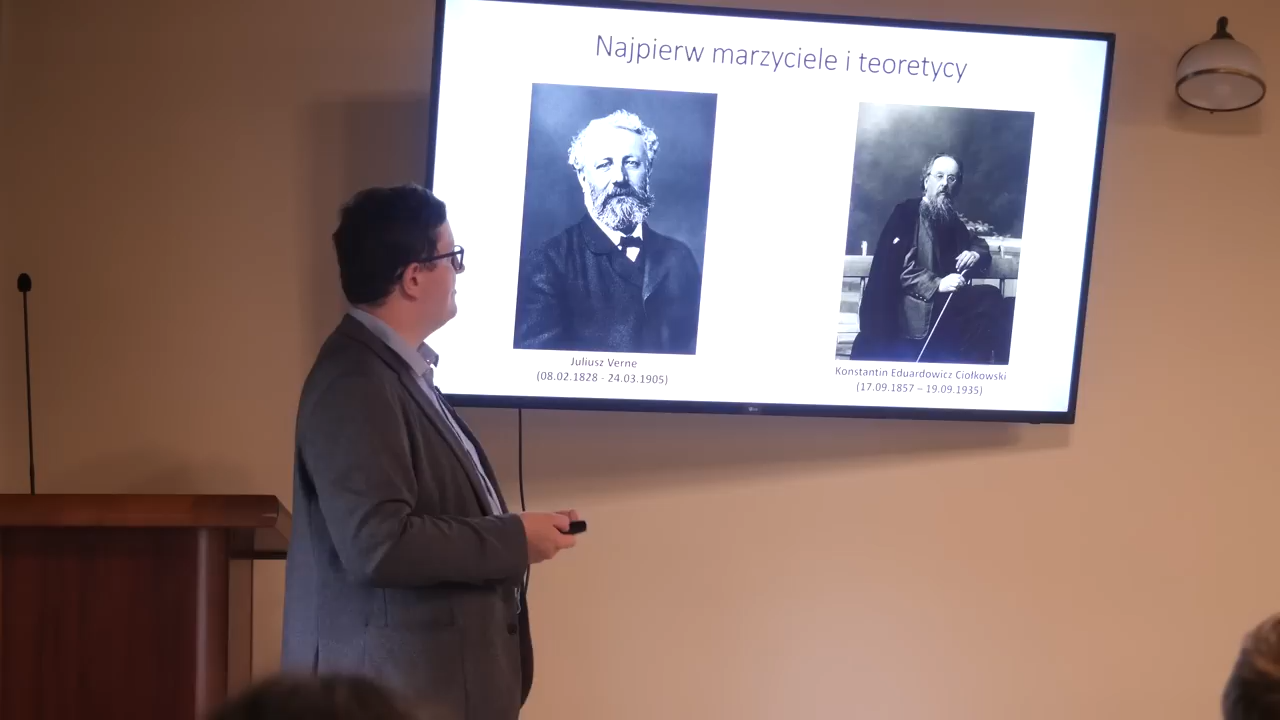 Najpierw marzyciele i teoretycy
Juliusz Verne
(08.02.1828 - 24.03.1905)
Konstantin Eduardowicz Ciołkowski
(17.09.1857 – 19.09.1935)